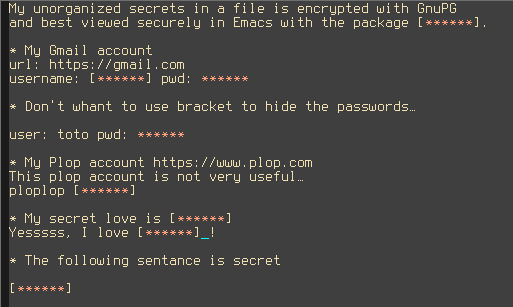 My unorganized secrets in a file is encrypted with GnuPG
and best viewed securely in Emacs with the package [******].
* My Gmail account
url: https://gmail.com
username: [******] pwd: ******
* Don't whant to use bracket to hide the passwords…
user: toto pwd: ******
* My Plop account https://www.plop.com
This plop account is not very useful…
ploplop [******]
* My secret love is [******]
Yesssss, I love [******]_!
* The following sentance is secret
[******]